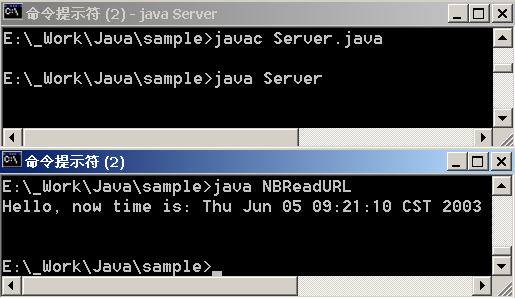 命令提示符 (2) - java Server
E:\_Work\Java\sample>javac Server.java
E:\_Work\Java\sample>java Server
命令提示符 (2)
E:\_Work\Java\sample>java NBReadURL
Hello, now time is: Thu Jun 05 09:21:10 CST 2003
E:\_Work\Java\sample>_